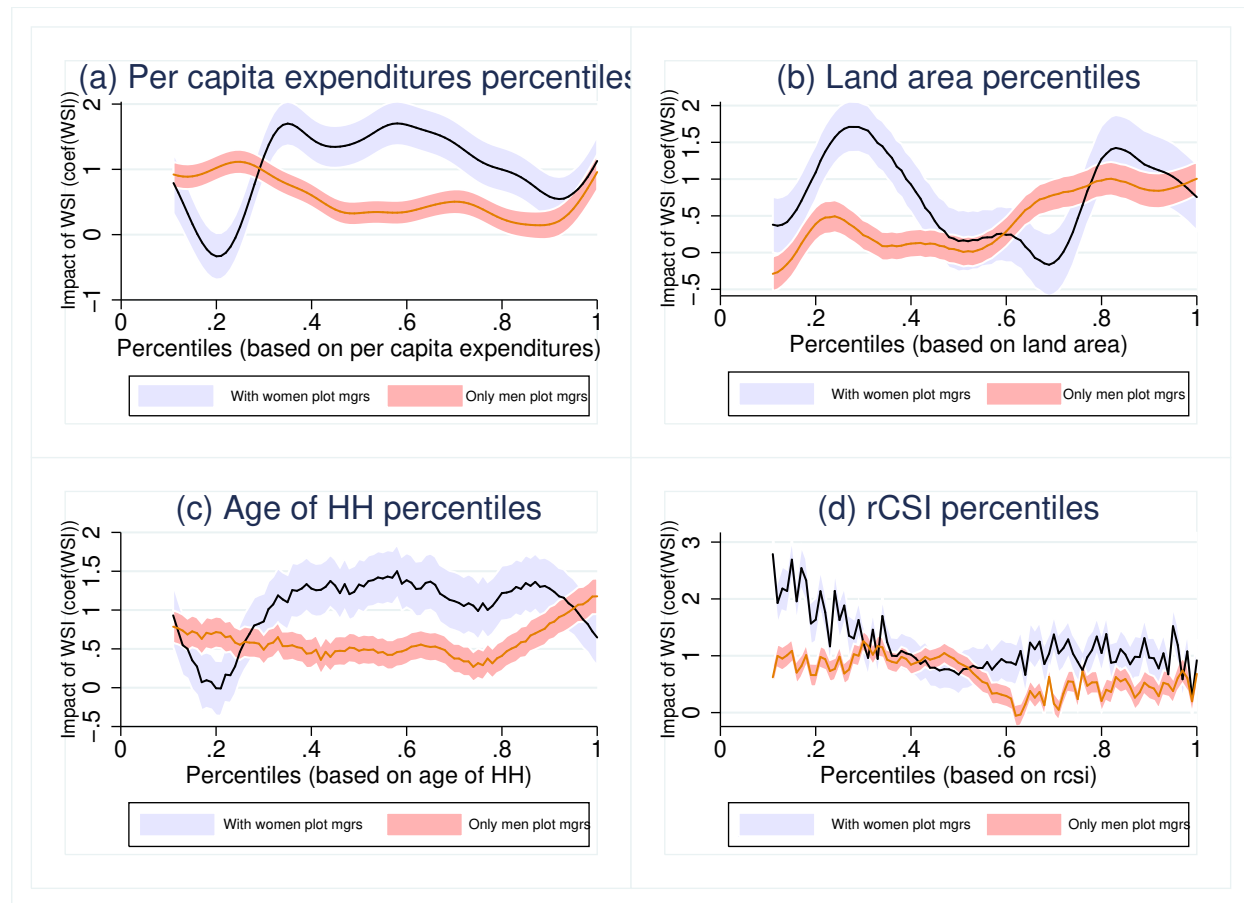 (a) Per capita expenditures percentiles
Impact of WSI (coef(WSI))
2
1
0
−1
0 .2 .4 .6 .8 1
Percentiles (based on per capita expenditures)
With women plot mgrs Only men plot mgrs
(b) Land area percentiles
Impact of WSI (coef(WSI))
2
1.5
1
.5
0
−.5
0 .2 .4 .6 .8 1
Percentiles (based on land area)
With women plot mgrs Only men plot mgrs
(c) Age of HH percentiles
Impact of WSI (coef(WSI))
2
1.5
1
.5
0
−.5
0 .2 .4 .6 .8 1
Percentiles (based on age of HH)
With women plot mgrs Only men plot mgrs
(d) rCSI percentiles
Impact of WSI (coef(WSI))
3
2
1
0
0 .2 .4 .6 .8 1
Percentiles (based on rcsi)
With women plot mgrs Only men plot mgrs